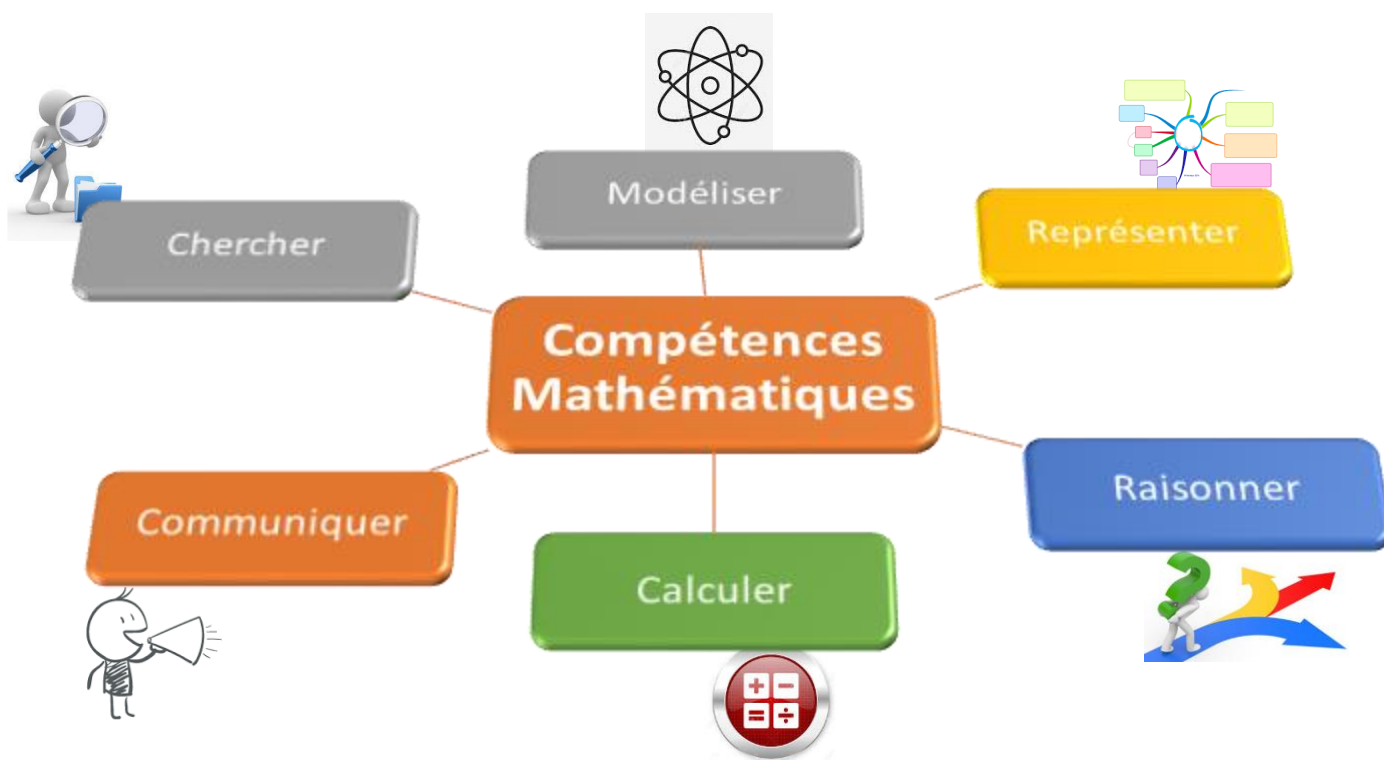 Modéliser
Chercher
Représenter
Compétences
Mathématiques
Raisonner
Communiquer
Calculer